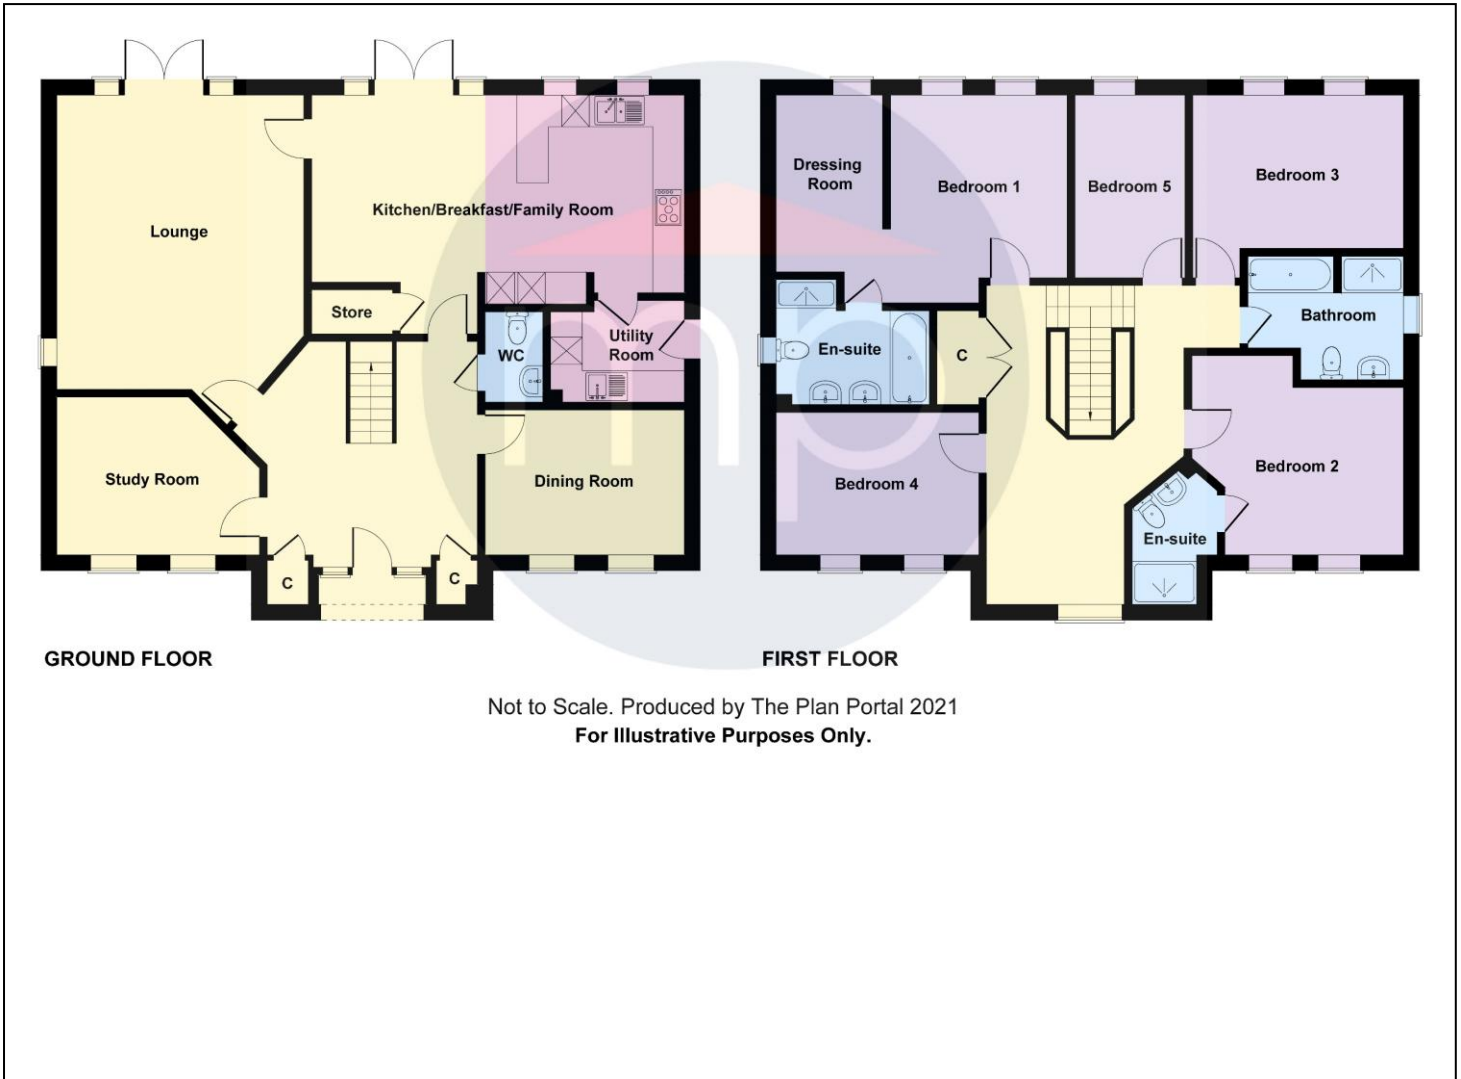 Lounge
Kitchen/Breakfast/Family Room
Store
WC
Utility
Room
Study Room
Dining Room
C
C
GROUND FLOOR
Dressing
Room
Bedroom 1
Bedroom 5
Bedroom 3
En-suite
C
Bathroom
Bedroom 4
Bedroom 2
En-suite
FIRST FLOOR
mp
Not to Scale. Produced by The Plan Portal 2021
For Illustrative Purposes Only.